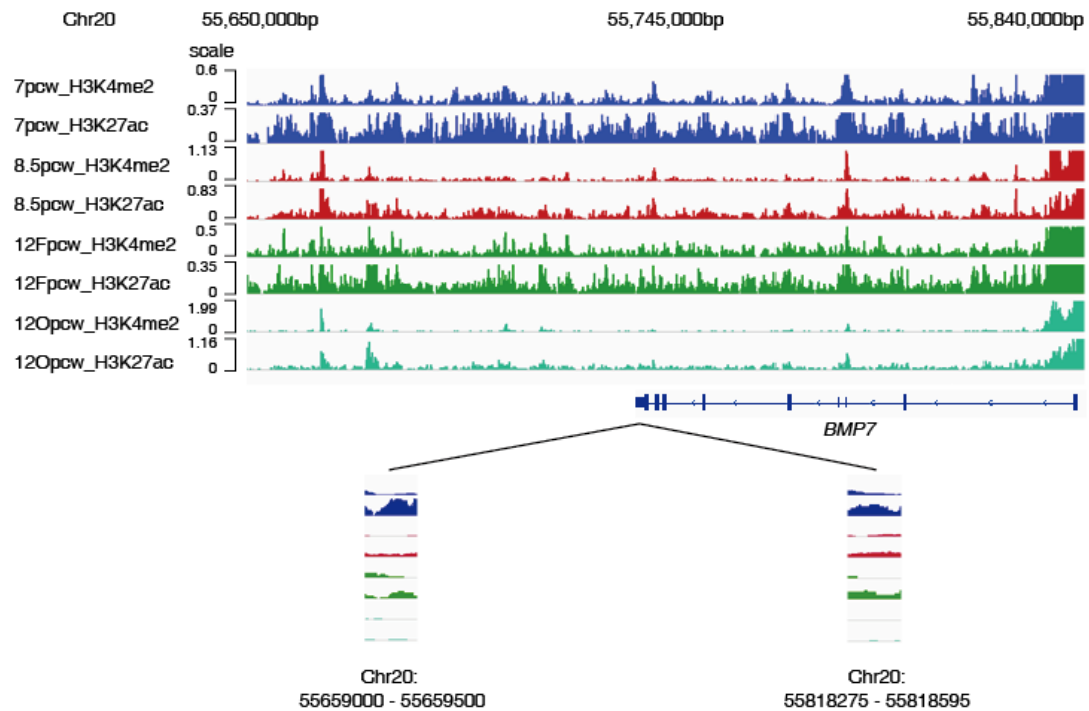 Chr20 55,650,000bp 55,745,000bp 55,840,000bp
scale
0.6
7pcw_H3K4me2
0
0.37
7pcw_H3K27ac
0
1.13
8.5pcw_H3K4me2
0
0.83
8.5pcw_H3K27ac
0
0.5
12Fpcw_H3K4me2
0
0.35
12Fpcw_H3K27ac
0
1.99
12Opcw_H3K4me2
0
1.16
12Opcw_H3K27ac
0
BMP7
Chr20:
55659000 - 55659500
Chr20:
55818275 - 55818595